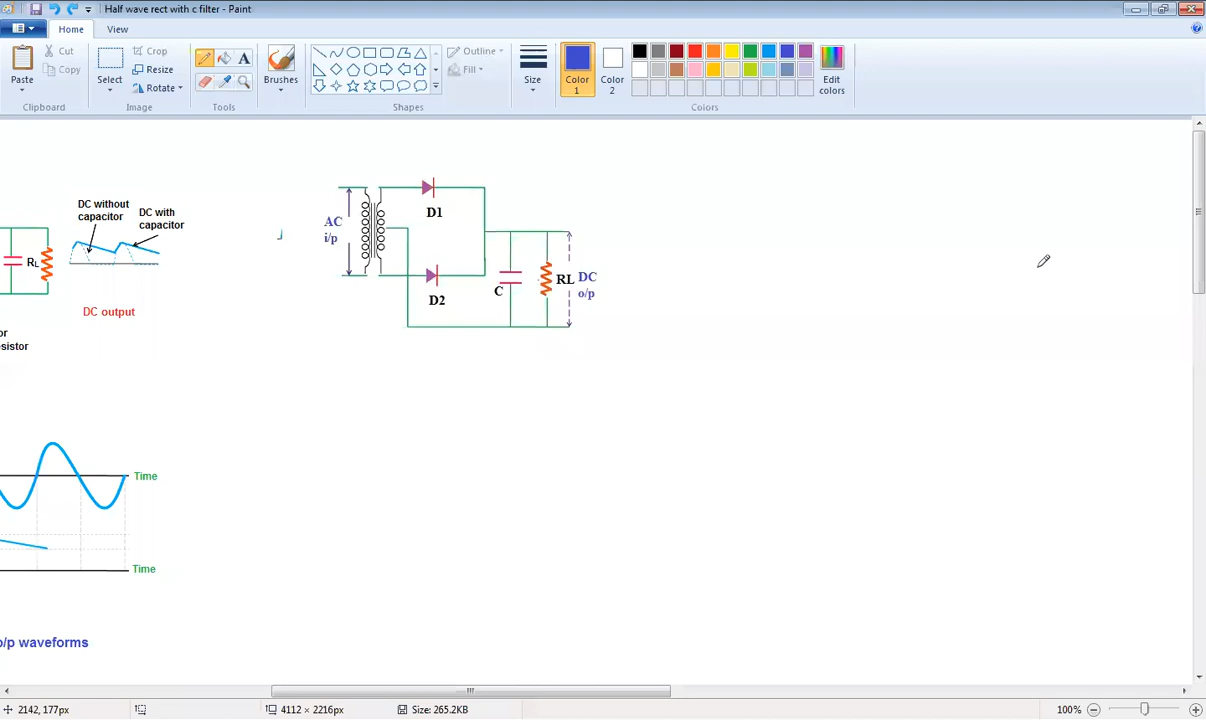 Half wave rect with c filter - Paint
Home
View
Paste
Cut
Copy
Clipboard
Select
Crop
Resize
Rotate
Image
A
Tools
Brushes
Outline
Fill
Shapes
Size
Color
1
Color
2
Edit
colors
Colors
DC without
capacitor
DC with
capacitor
RL
DC output
or
esistor
AC
i/p
D1
D2
C
RL
DC
o/p
Time
Time
o/p waveforms
2142, 177px
4112 × 2216px
Size: 265.2KB
100%